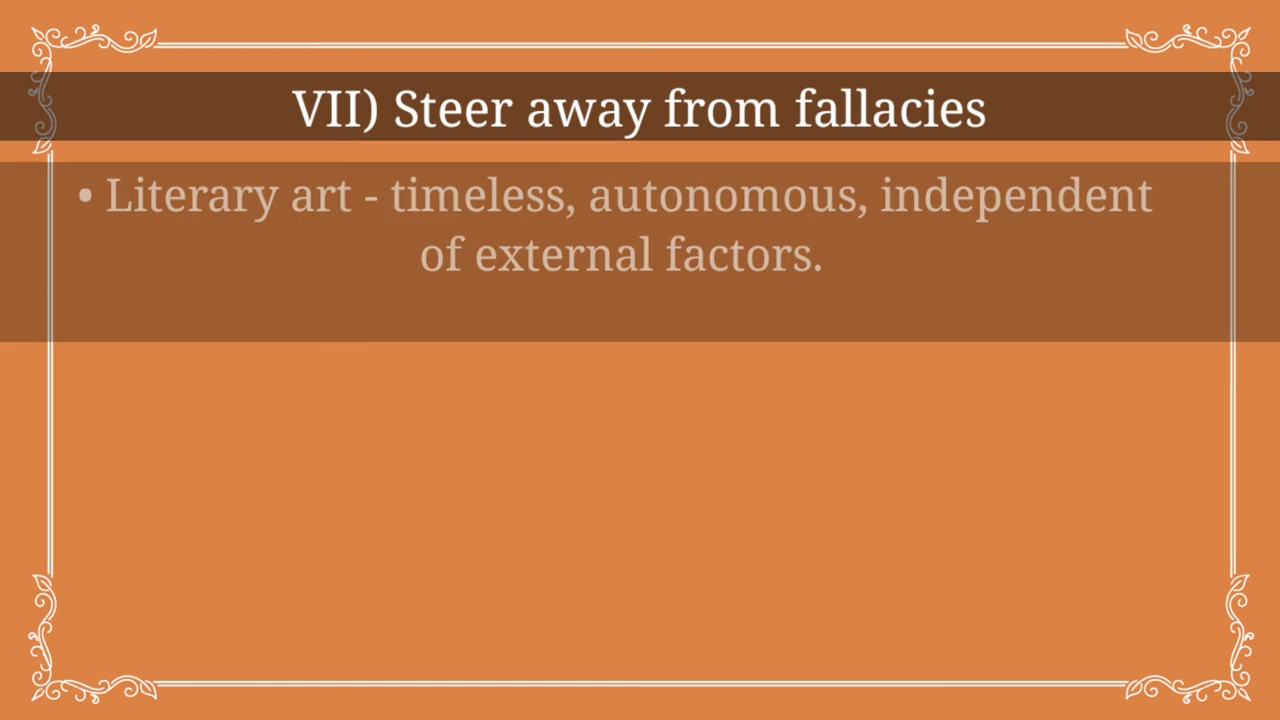 VII) Steer away from fallacies
• Literary art - timeless, autonomous, independent
of external factors.